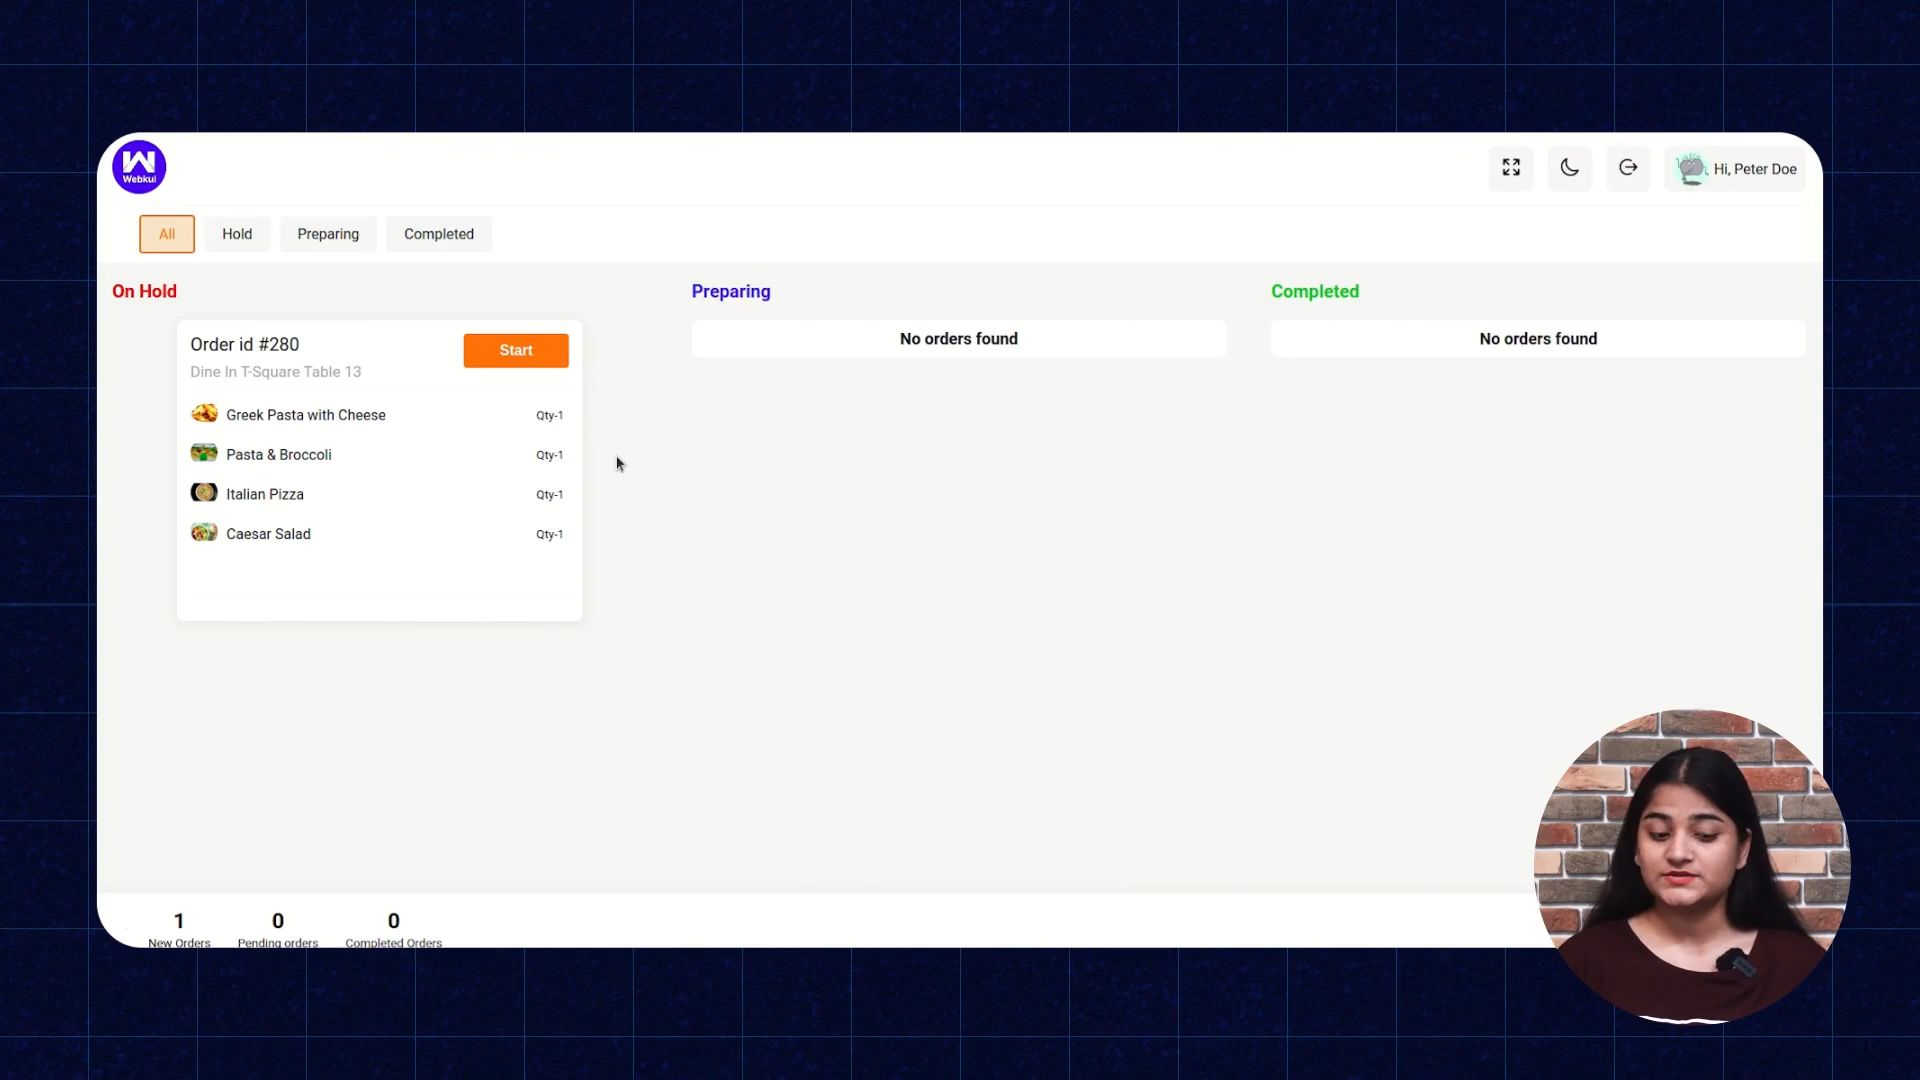 Webkul
Hi, Peter Doe
All
Hold
Preparing
Completed
On Hold
Order id #280
Start
Dine In T-Square Table 13
Greek Pasta with Cheese
Qty-1
Pasta & Broccoli
Qty-1
Italian Pizza
Qty-1
Caesar Salad
Qty-1
Preparing
No orders found
Completed
No orders found
1
New Orders
0
Pending orders
0
Completed Orders